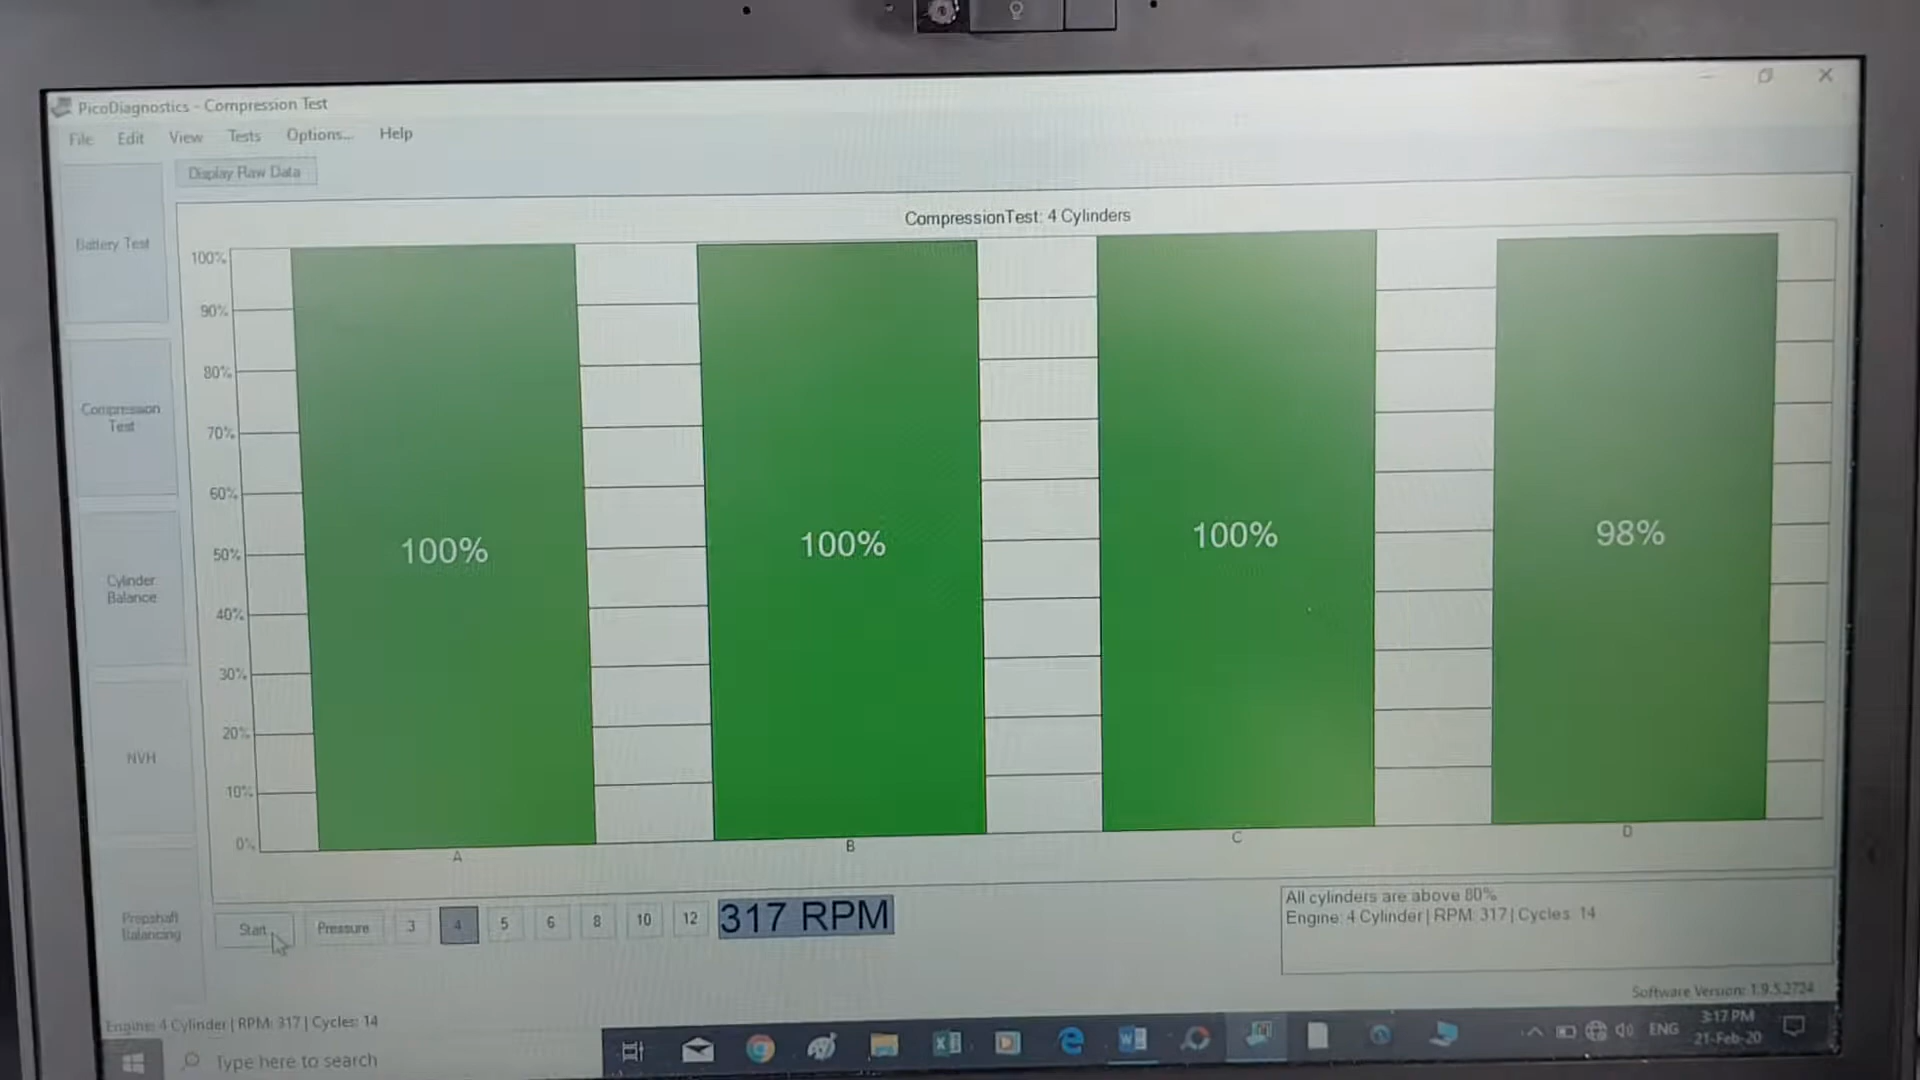 PicoDiagnostics - Compression Test
File Edit View Tests Options... Help
Display Raw Data
Battery Test
Compression
Test
Cylinder
Balance
NVH
Propshaft
Balancing
CompressionTest: 4 Cylinders
100%
90%
80%
70%
60%
50%
40%
30%
20%
10%
0%
100% 100% 100% 98%
A B C D
Start Pressure 3 4 5 6 8 10 12 317 RPM
All cylinders are above 80%
Engine: 4 Cylinder | RPM: 317 | Cycles: 14
Software Version: 1.9.5.2724
Engine: 4 Cylinder | RPM: 317 | Cycles: 14
Type here to search
ENG
3:17 PM
21-Feb-20